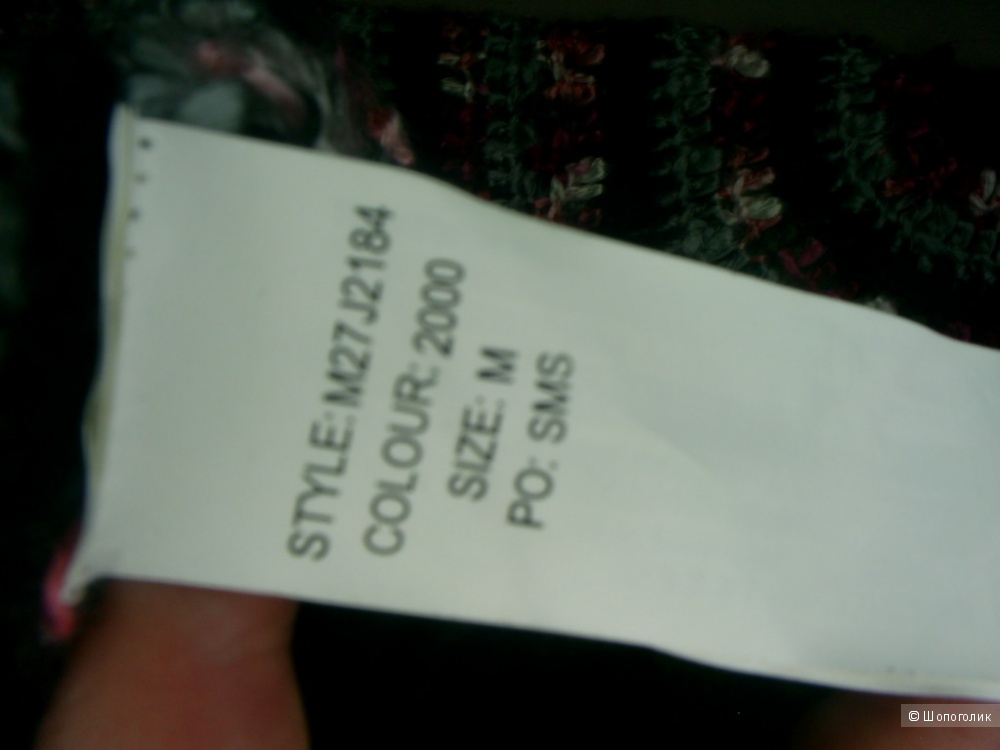 STYLE: M27J2184
COLOUR: 2000
SIZE: M
PO: SMS
© Шопоголик